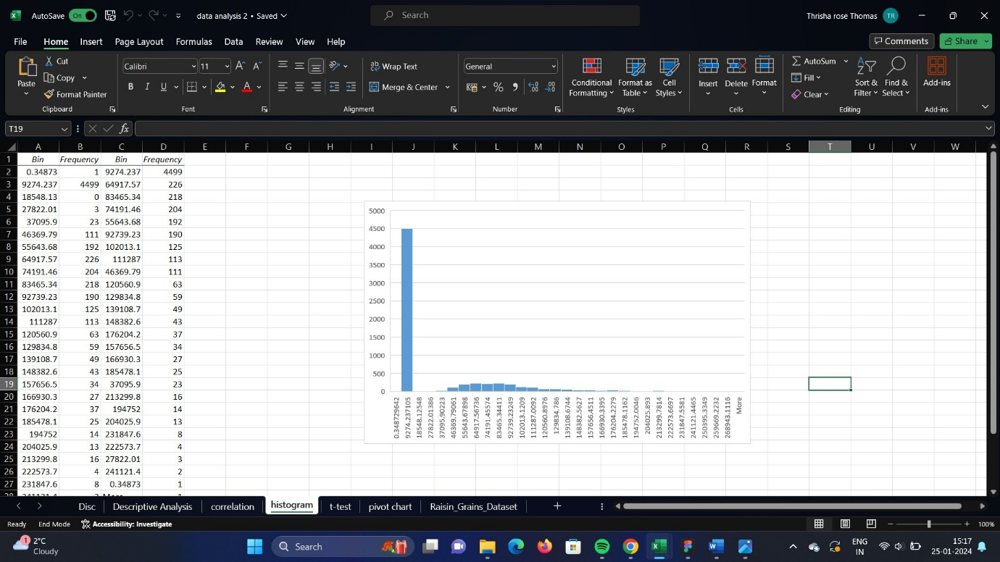 AutoSave On data analysis 2 • Saved Search Thrisha rose Thomas TR
File Home Insert Page Layout Formulas Data Review View Help Comments Share
Paste
Cut
Copy
Format Painter
Clipboard
Calibri 11
B I U
Font
Wrap Text
Merge & Center
Alignment
General
Number
Conditional Formatting
Format as Table
Cell Styles
Styles
Insert Delete Format
Cells
AutoSum
Fill
Clear
Sort & Filter
Find & Select
Editing
Add-ins
Add-ins
T19 fx
A B C D E F G H I J K L M N O P Q R S T U V W
1 Bin Frequency Bin Frequency
2 0.34873 1 9274.237 4499
3 9274.237 4499 64917.57 226
4 18548.13 0 83465.34 218
5 27822.01 3 74191.46 204
6 37095.9 23 55643.68 192
7 46369.79 111 92739.23 190
8 55643.68 192 102013.1 125
9 64917.57 226 111287 113
10 74191.46 204 46369.79 111
11 83465.34 218 120560.9 63
12 92739.23 190 129834.8 59
13 102013.1 125 139108.7 49
14 111287 113 148382.6 43
15 120560.9 63 176204.2 37
16 129834.8 59 157656.5 34
17 139108.7 49 166930.3 27
18 148382.6 43 185478.1 25
19 157656.5 34 37095.9 23
20 166930.3 27 213299.8 16
21 176204.2 37 194752 14
22 185478.1 25 204025.9 13
23 194752 14 231847.6 8
24 204025.9 13 222573.7 4
25 213299.8 16 27822.01 3
26 222573.7 4 241121.4 2
27 231847.6 8 0.34873 1
5000
4500
4000
3500
3000
2500
2000
1500
1000
500
0
0.348729642
9274.237105
18548.12548
27822.01386
37095.90223
46369.79061
55643.67898
64917.56736
74191.45574
83465.34411
92739.23249
102013.1209
111287.0092
120560.8976
129834.786
139108.6744
148382.5627
157656.4511
166930.3395
176204.2279
185478.1162
194752.0046
204025.893
213299.7814
222573.6697
231847.5581
241121.4465
250395.3349
259669.2232
268943.1116
More
Disc Descriptive Analysis correlation histogram t-test pivot chart Raisin_Grains_Dataset
Ready End Mode Accessibility: Investigate 100%
1 2°C
Cloudy
Search
ENG
IN
15:17
25-01-2024